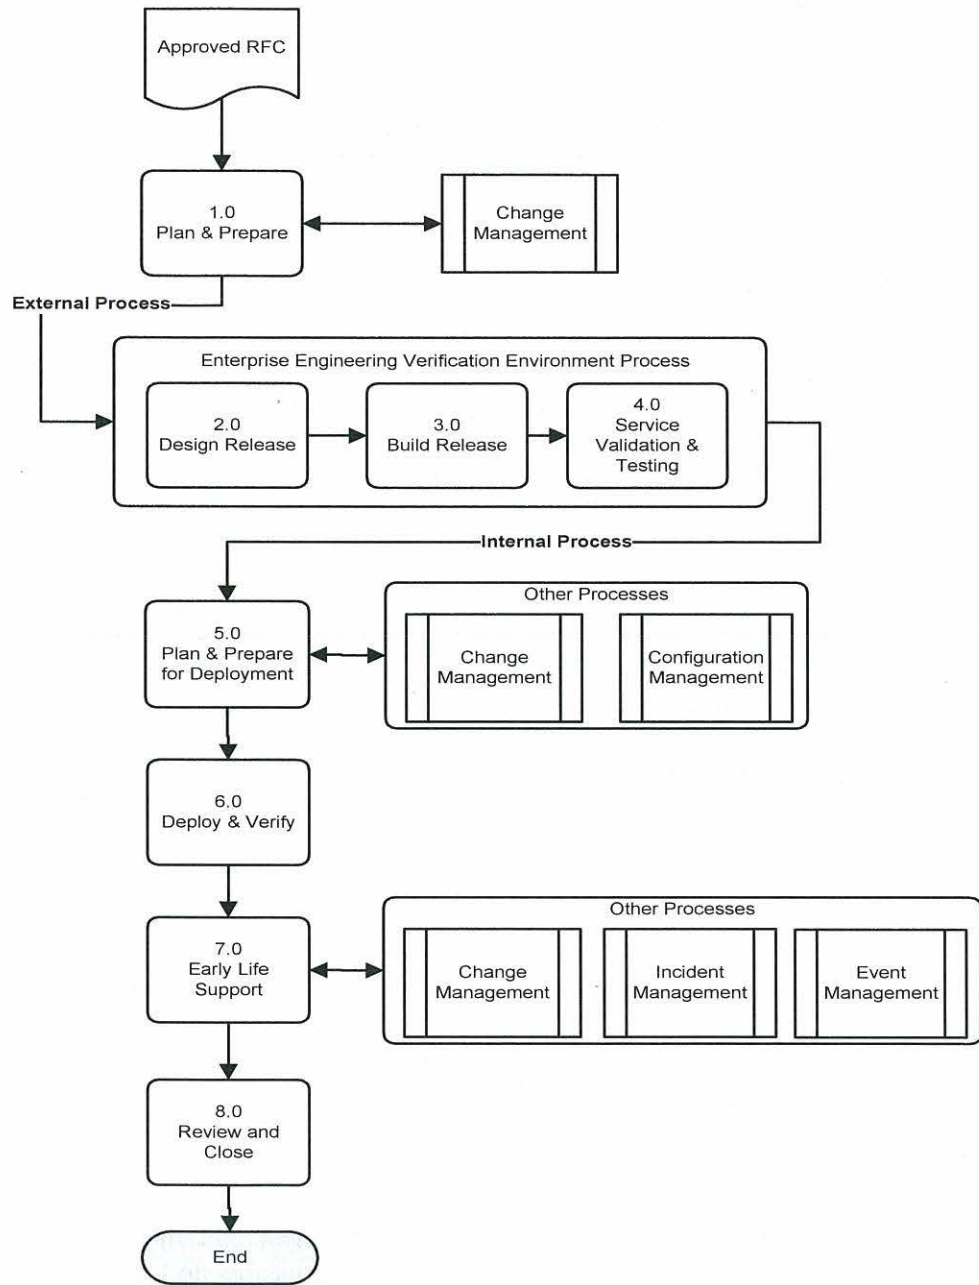 Approved RFC
1.0
Plan & Prepare
Change
Management
External Process
Enterprise Engineering Verification Environment Process
2.0
Design Release
3.0
Build Release
4.0
Service
Validation &
Testing
Internal Process
5.0
Plan & Prepare
for Deployment
Other Processes
Change
Management
Configuration
Management
6.0
Deploy & Verify
7.0
Early Life
Support
Other Processes
Change
Management
Incident
Management
Event
Management
8.0
Review and
Close
End